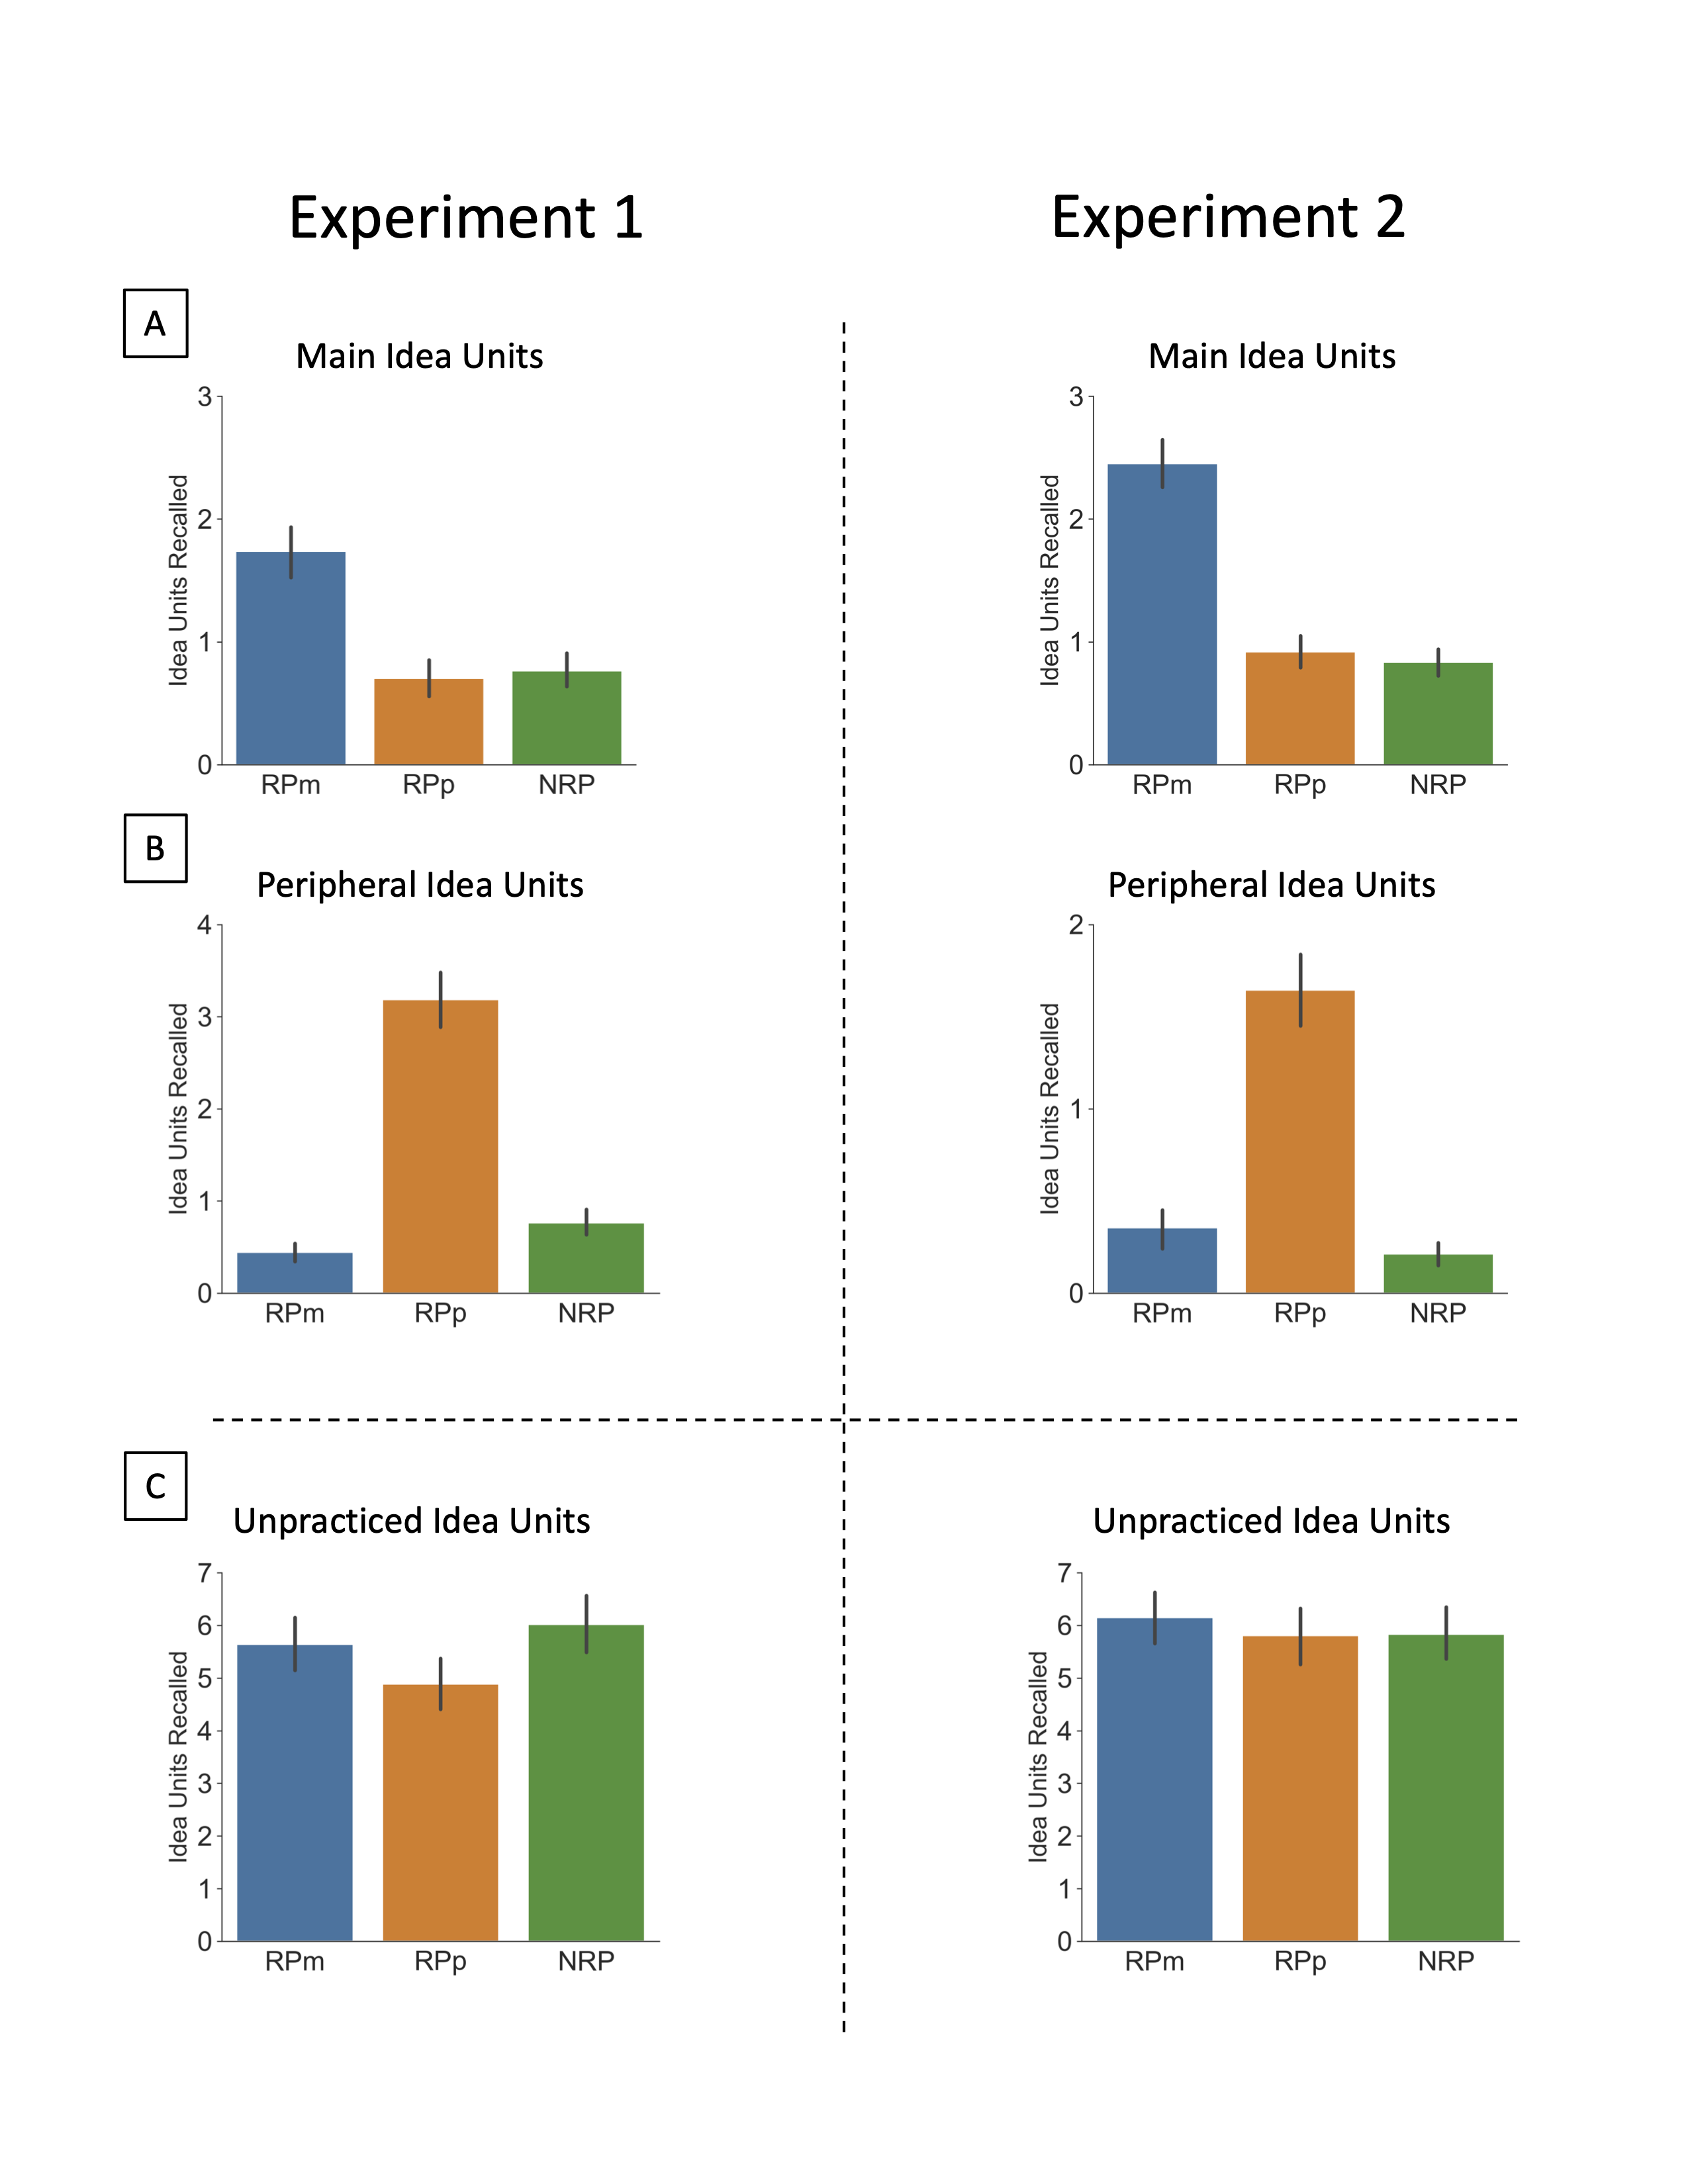 Experiment 1
Experiment 2
A
Main Idea Units
3
2
1
0
Idea Units Recalled
RPm RPp NRP
Main Idea Units
3
2
1
0
Idea Units Recalled
RPm RPp NRP
B
Peripheral Idea Units
4
3
2
1
0
Idea Units Recalled
RPm RPp NRP
Peripheral Idea Units
2
1
0
Idea Units Recalled
RPm RPp NRP
C
Unpracticed Idea Units
7
6
5
4
3
2
1
0
Idea Units Recalled
RPm RPp NRP
Unpracticed Idea Units
7
6
5
4
3
2
1
0
Idea Units Recalled
RPm RPp NRP